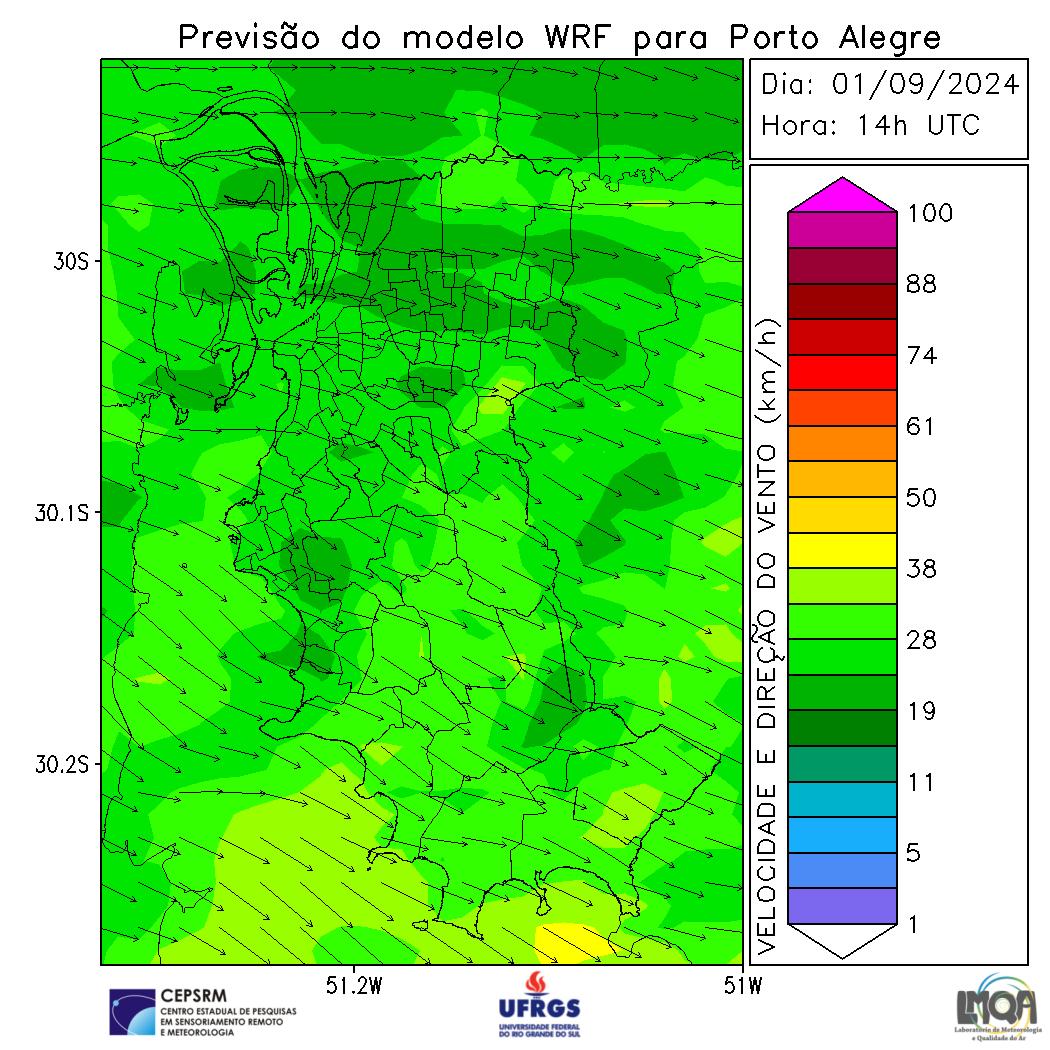 Previsão do modelo WRF para Porto Alegre
Dia: 01/09/2024
Hora: 14h UTC
30S
30.1S
30.2S
51.2W
51W
VELOCIDADE E DIREÇÃO DO VENTO (km/h)
100
88
74
61
50
38
28
19
11
5
1
CEPSRM
CENTRO ESTADUAL DE PESQUISAS
EM SENSORIAMENTO REMOTO
E METEOROLOGIA
UFRGS
UNIVERSIDADE FEDERAL
DO RIO GRANDE DO SUL
LMQA
Laboratório de Meteorologia
e Qualidade do Ar